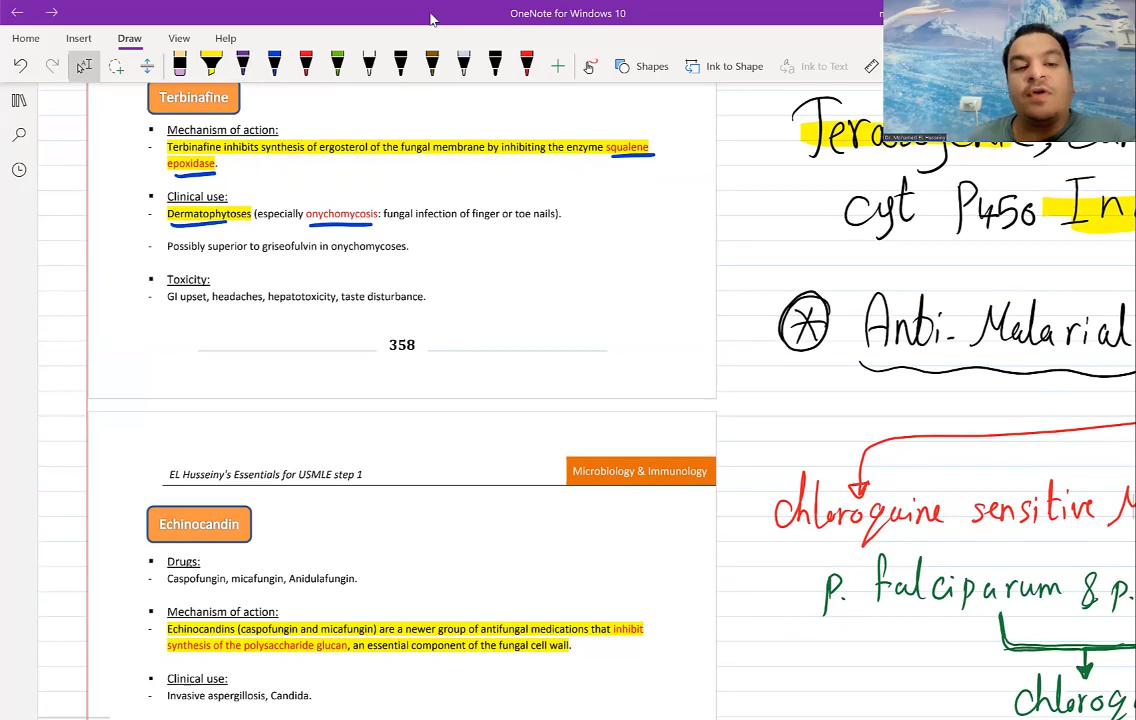 OneNote for Windows 10
Home Insert Draw View Help
Shapes Ink to Shape Ink to Text
Dr. Mohamed EL Husseiny
Terbinafine
Mechanism of action:
- Terbinafine inhibits synthesis of ergosterol of the fungal membrane by inhibiting the enzyme squalene
epoxidase.
Clinical use:
- Dermatophytoses (especially onychomycosis: fungal infection of finger or toe nails).
- Possibly superior to griseofulvin in onychomycoses.
Toxicity:
- GI upset, headaches, hepatotoxicity, taste disturbance.
358
EL Husseiny's Essentials for USMLE step 1
Microbiology & Immunology
Echinocandin
Drugs:
- Caspofungin, micafungin, Anidulafungin.
Mechanism of action:
- Echinocandins (caspofungin and micafungin) are a newer group of antifungal medications that inhibit
synthesis of the polysaccharide glucan, an essential component of the fungal cell wall.
Clinical use:
- Invasive aspergillosis, Candida.
cyt P450 In
Anti-Malarial
chloroquine sensitive M
p. falciparum & p.
chloroq